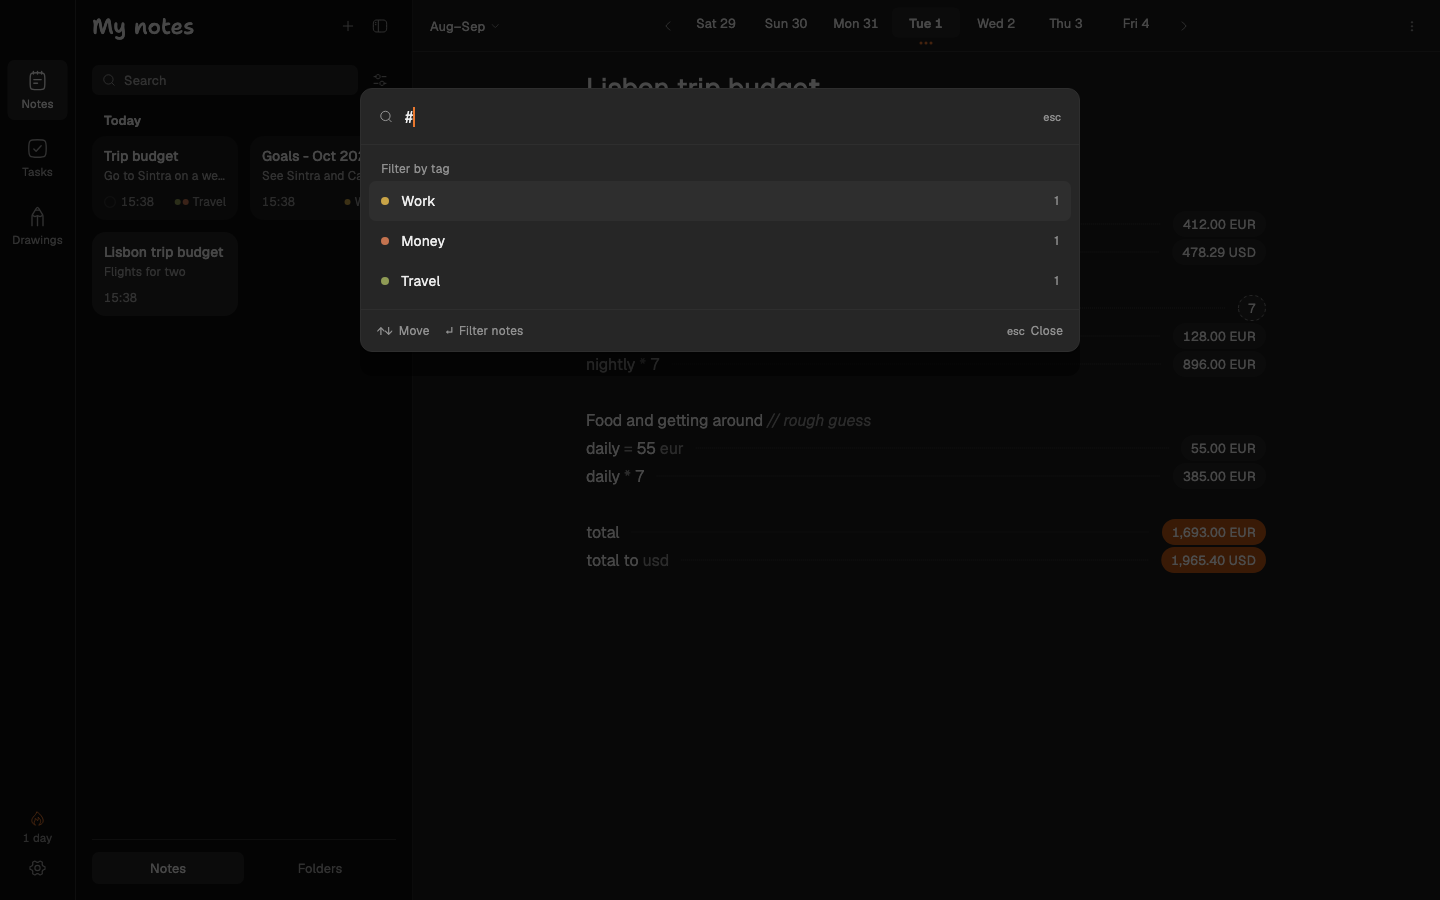 My notes
Aug–Sep
Sat 29
Sun 30
Mon 31
Tue 1
Wed 2
Thu 3
Fri 4
Notes
Tasks
Drawings
1 day
Search
Today
Trip budget
Go to Sintra on a we...
15:38
Travel
Goals - Oct
See Sintra and
15:38
Lisbon trip budget
Flights for two
15:38
Notes
Folders
Lisbon trip budget
#
esc
Filter by tag
Work 1
Money 1
Travel 1
Move
Filter notes
esc Close
412.00 EUR
478.29 USD
7
128.00 EUR
nightly * 7 896.00 EUR
Food and getting around // rough guess
daily = 55 eur 55.00 EUR
daily * 7 385.00 EUR
total 1,693.00 EUR
total to usd 1,965.40 USD